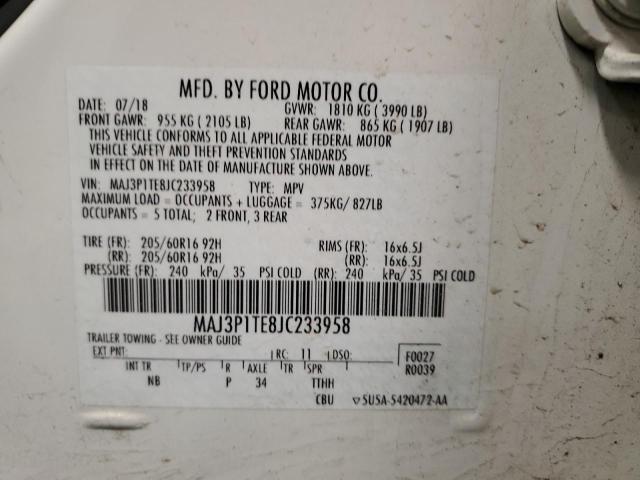 MFD. BY FORD MOTOR CO.
DATE: 07/18 GVWR: 1810 KG ( 3990 LB)
FRONT GAWR: 955 KG ( 2105 LB) REAR GAWR: 865 KG ( 1907 LB)
THIS VEHICLE CONFORMS TO ALL APPLICABLE FEDERAL MOTOR
VEHICLE SAFETY AND THEFT PREVENTION STANDARDS
IN EFFECT ON THE DATE OF MANUFACTURE SHOWN ABOVE.
VIN: MAJ3P1TE8JC233958 TYPE: MPV
MAXIMUM LOAD = OCCUPANTS + LUGGAGE = 375KG/ 827LB
OCCUPANTS = 5 TOTAL; 2 FRONT, 3 REAR
TIRE (FR): 205/60R16 92H RIMS (FR): 16x6.5J
(RR): 205/60R16 92H (RR): 16x6.5J
PRESSURE (FR): 240 kPa/ 35 PSI COLD (RR): 240 kPa/ 35 PSI COLD
MAJ3P1TE8JC233958
TRAILER TOWING - SEE OWNER GUIDE
EXT PNT: RC: 11 DSO: F0027
INT TR TP/PS R AXLE TR SPR R0039
NB P 34 TTHH
CBU ▽5USA-5420472-AA